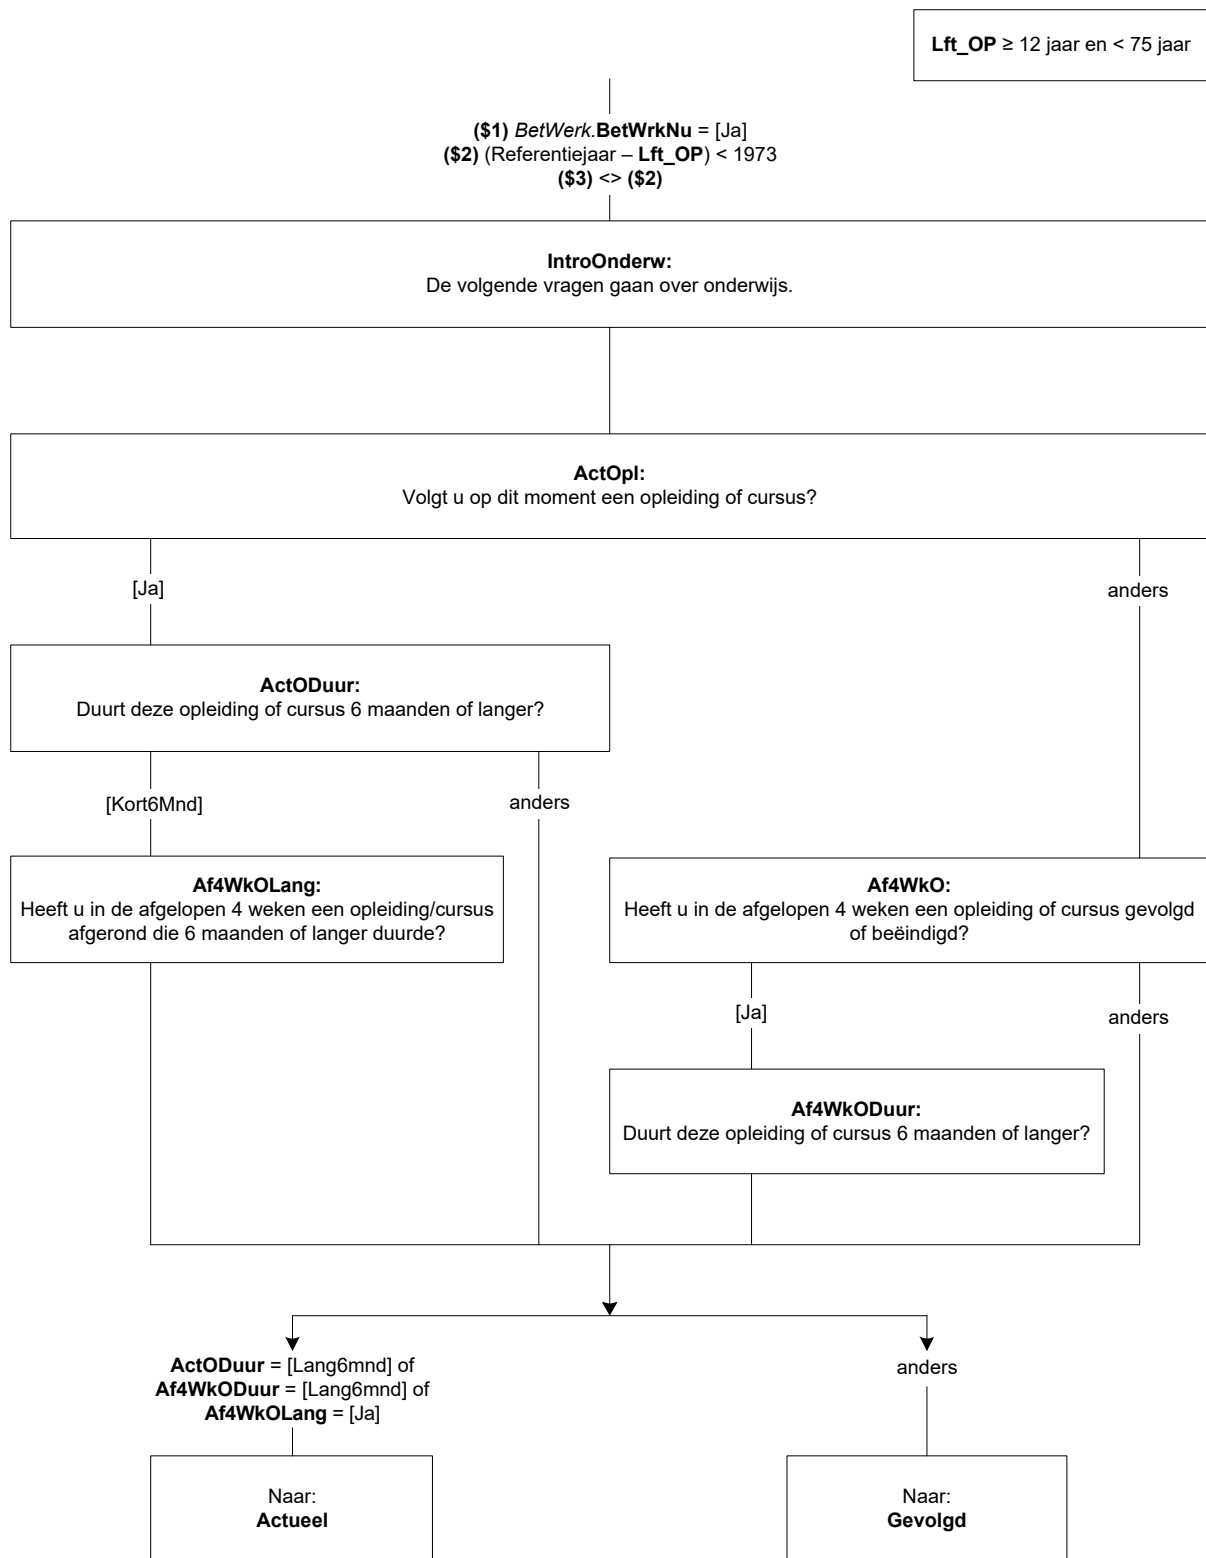 Lft_OP ≥ 12 jaar en < 75 jaar
($1) BetWerk.BetWrkNu = [Ja]
($2) (Referentiejaar – Lft_OP) < 1973
($3) <> ($2)
IntroOnderw:
De volgende vragen gaan over onderwijs.
ActOpl:
Volgt u op dit moment een opleiding of cursus?
[Ja]
anders
ActODuur:
Duurt deze opleiding of cursus 6 maanden of langer?
[Kort6Mnd]
anders
Af4WkOLang:
Heeft u in de afgelopen 4 weken een opleiding/cursus
afgerond die 6 maanden of langer duurde?
Af4WkO:
Heeft u in de afgelopen 4 weken een opleiding of cursus gevolgd
of beëindigd?
[Ja]
anders
Af4WkODuur:
Duurt deze opleiding of cursus 6 maanden of langer?
ActODuur = [Lang6mnd] of
Af4WkODuur = [Lang6mnd] of
Af4WkOLang = [Ja]
anders
Naar:
Actueel
Naar:
Gevolgd